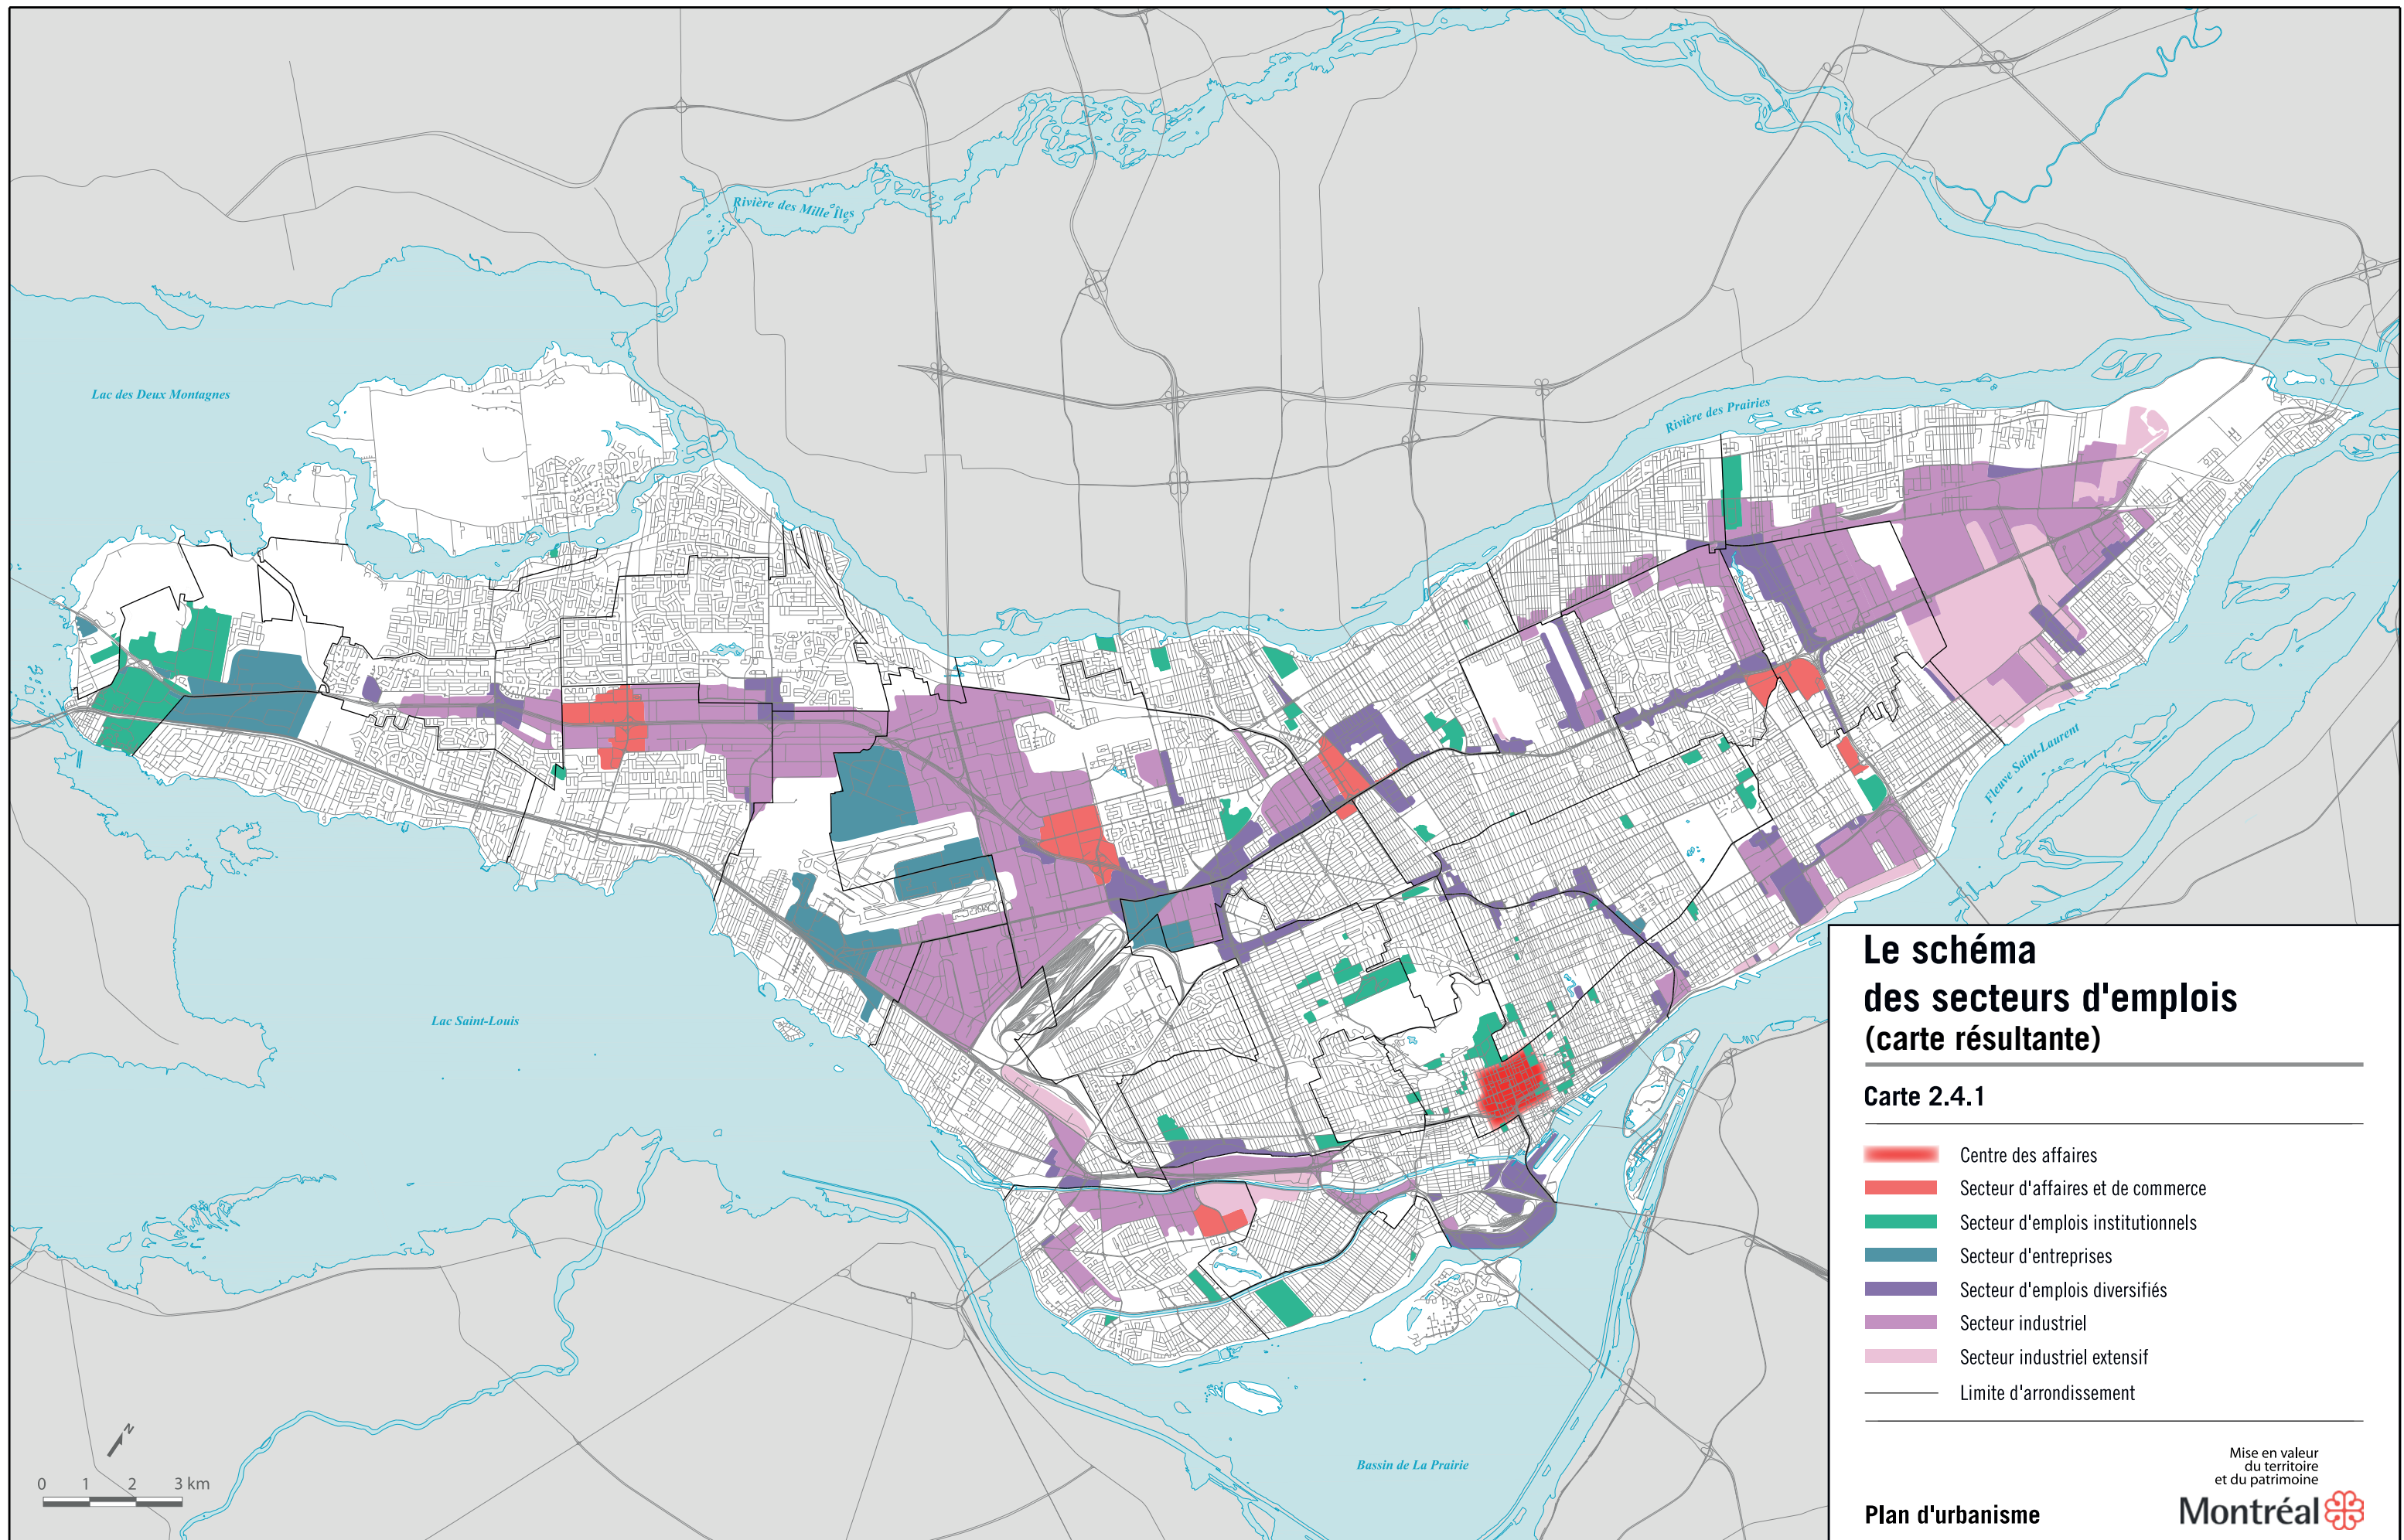 Rivière des Mille Îles
Lac des Deux Montagnes
Rivière des Prairies
Fleuve Saint-Laurent
Lac Saint-Louis
Bassin de La Prairie
N
0 1 2 3 km
Le schéma
des secteurs d'emplois
(carte résultante)
Carte 2.4.1
Centre des affaires
Secteur d'affaires et de commerce
Secteur d'emplois institutionnels
Secteur d'entreprises
Secteur d'emplois diversifiés
Secteur industriel
Secteur industriel extensif
Limite d'arrondissement
Mise en valeur
du territoire
et du patrimoine
Plan d'urbanisme
Montréal